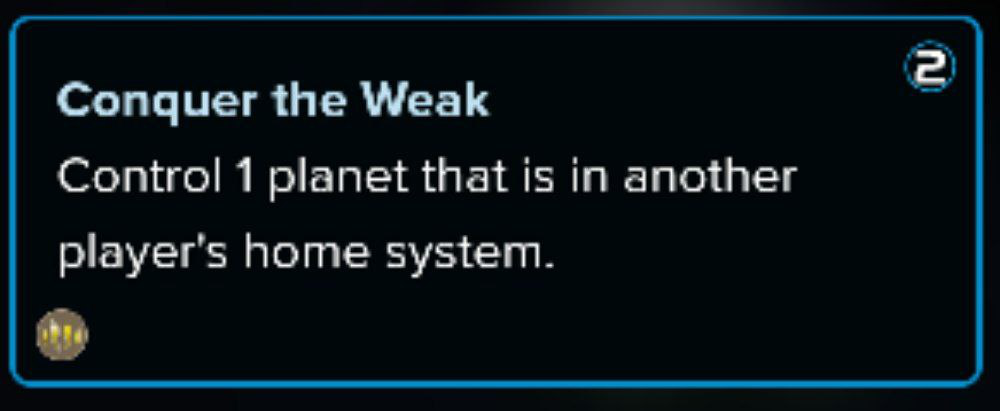 2
Conquer the Weak
Control 1 planet that is in another
player's home system.